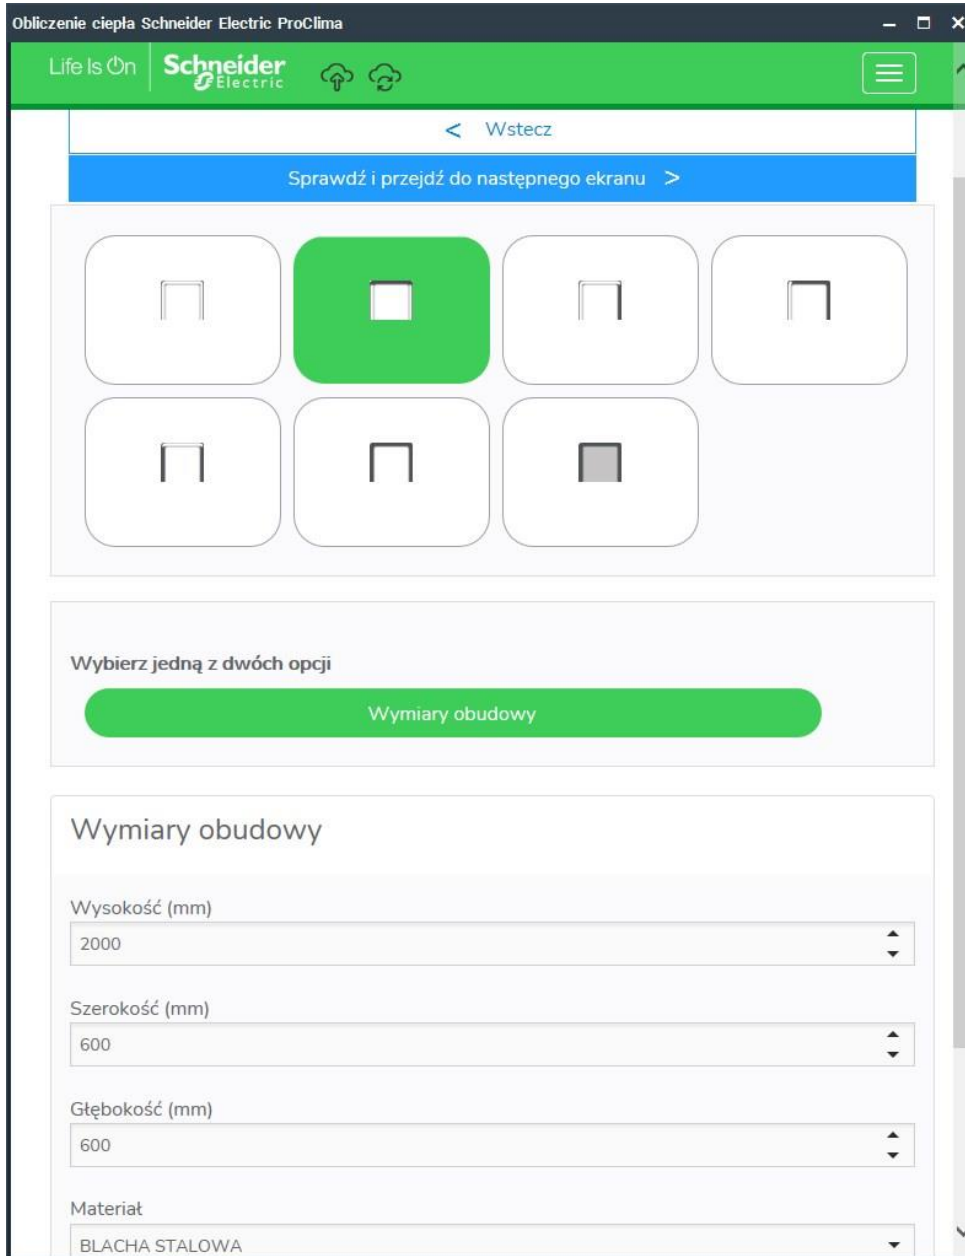 Obliczenie ciepła Schneider Electric ProClima
Life Is On Schneider Electric
< Wstecz
Sprawdź i przejdź do następnego ekranu >
Wybierz jedną z dwóch opcji
Wymiary obudowy
Wymiary obudowy
Wysokość (mm)
2000
Szerokość (mm)
600
Głębokość (mm)
600
Materiał
BLACHA STALOWA